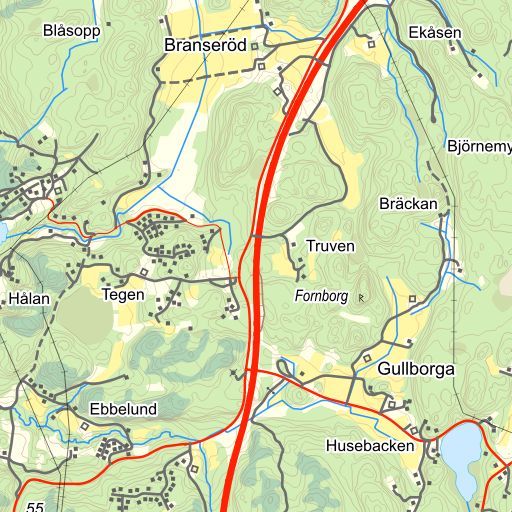 Blåsopp
Branseröd
Ekåsen
Björnemy
Bräckan
Truven
Fornborg
R
Hålan
Tegen
Gullborga
Ebbelund
Husebacken
55